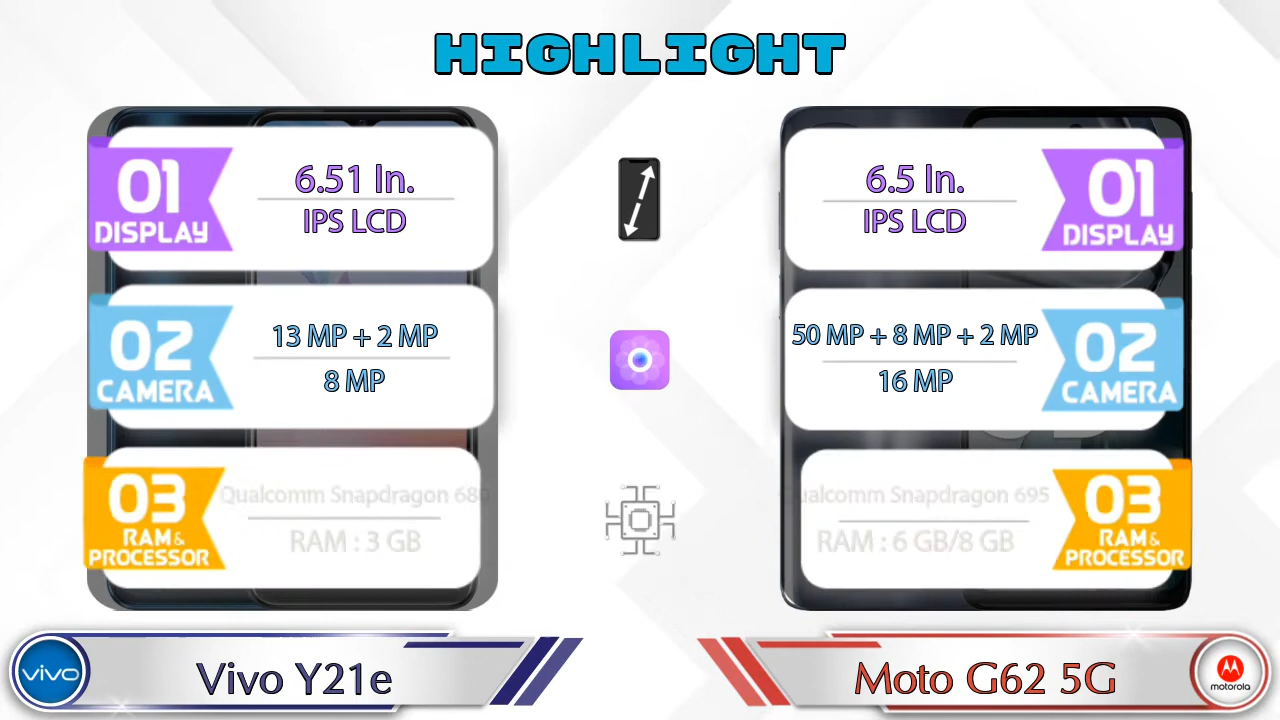 HIGHLIGHT
01
DISPLAY
6.51 In.
IPS LCD
02
CAMERA
13 MP + 2 MP
8 MP
03
RAM &
PROCESSOR
Qualcomm Snapdragon 680
RAM : 3 GB
6.5 In.
IPS LCD
01
DISPLAY
50 MP + 8 MP + 2 MP
16 MP
02
CAMERA
Qualcomm Snapdragon 695
RAM : 6 GB/8 GB
03
RAM &
PROCESSOR
vivo
Vivo Y21e
Moto G62 5G
motorola